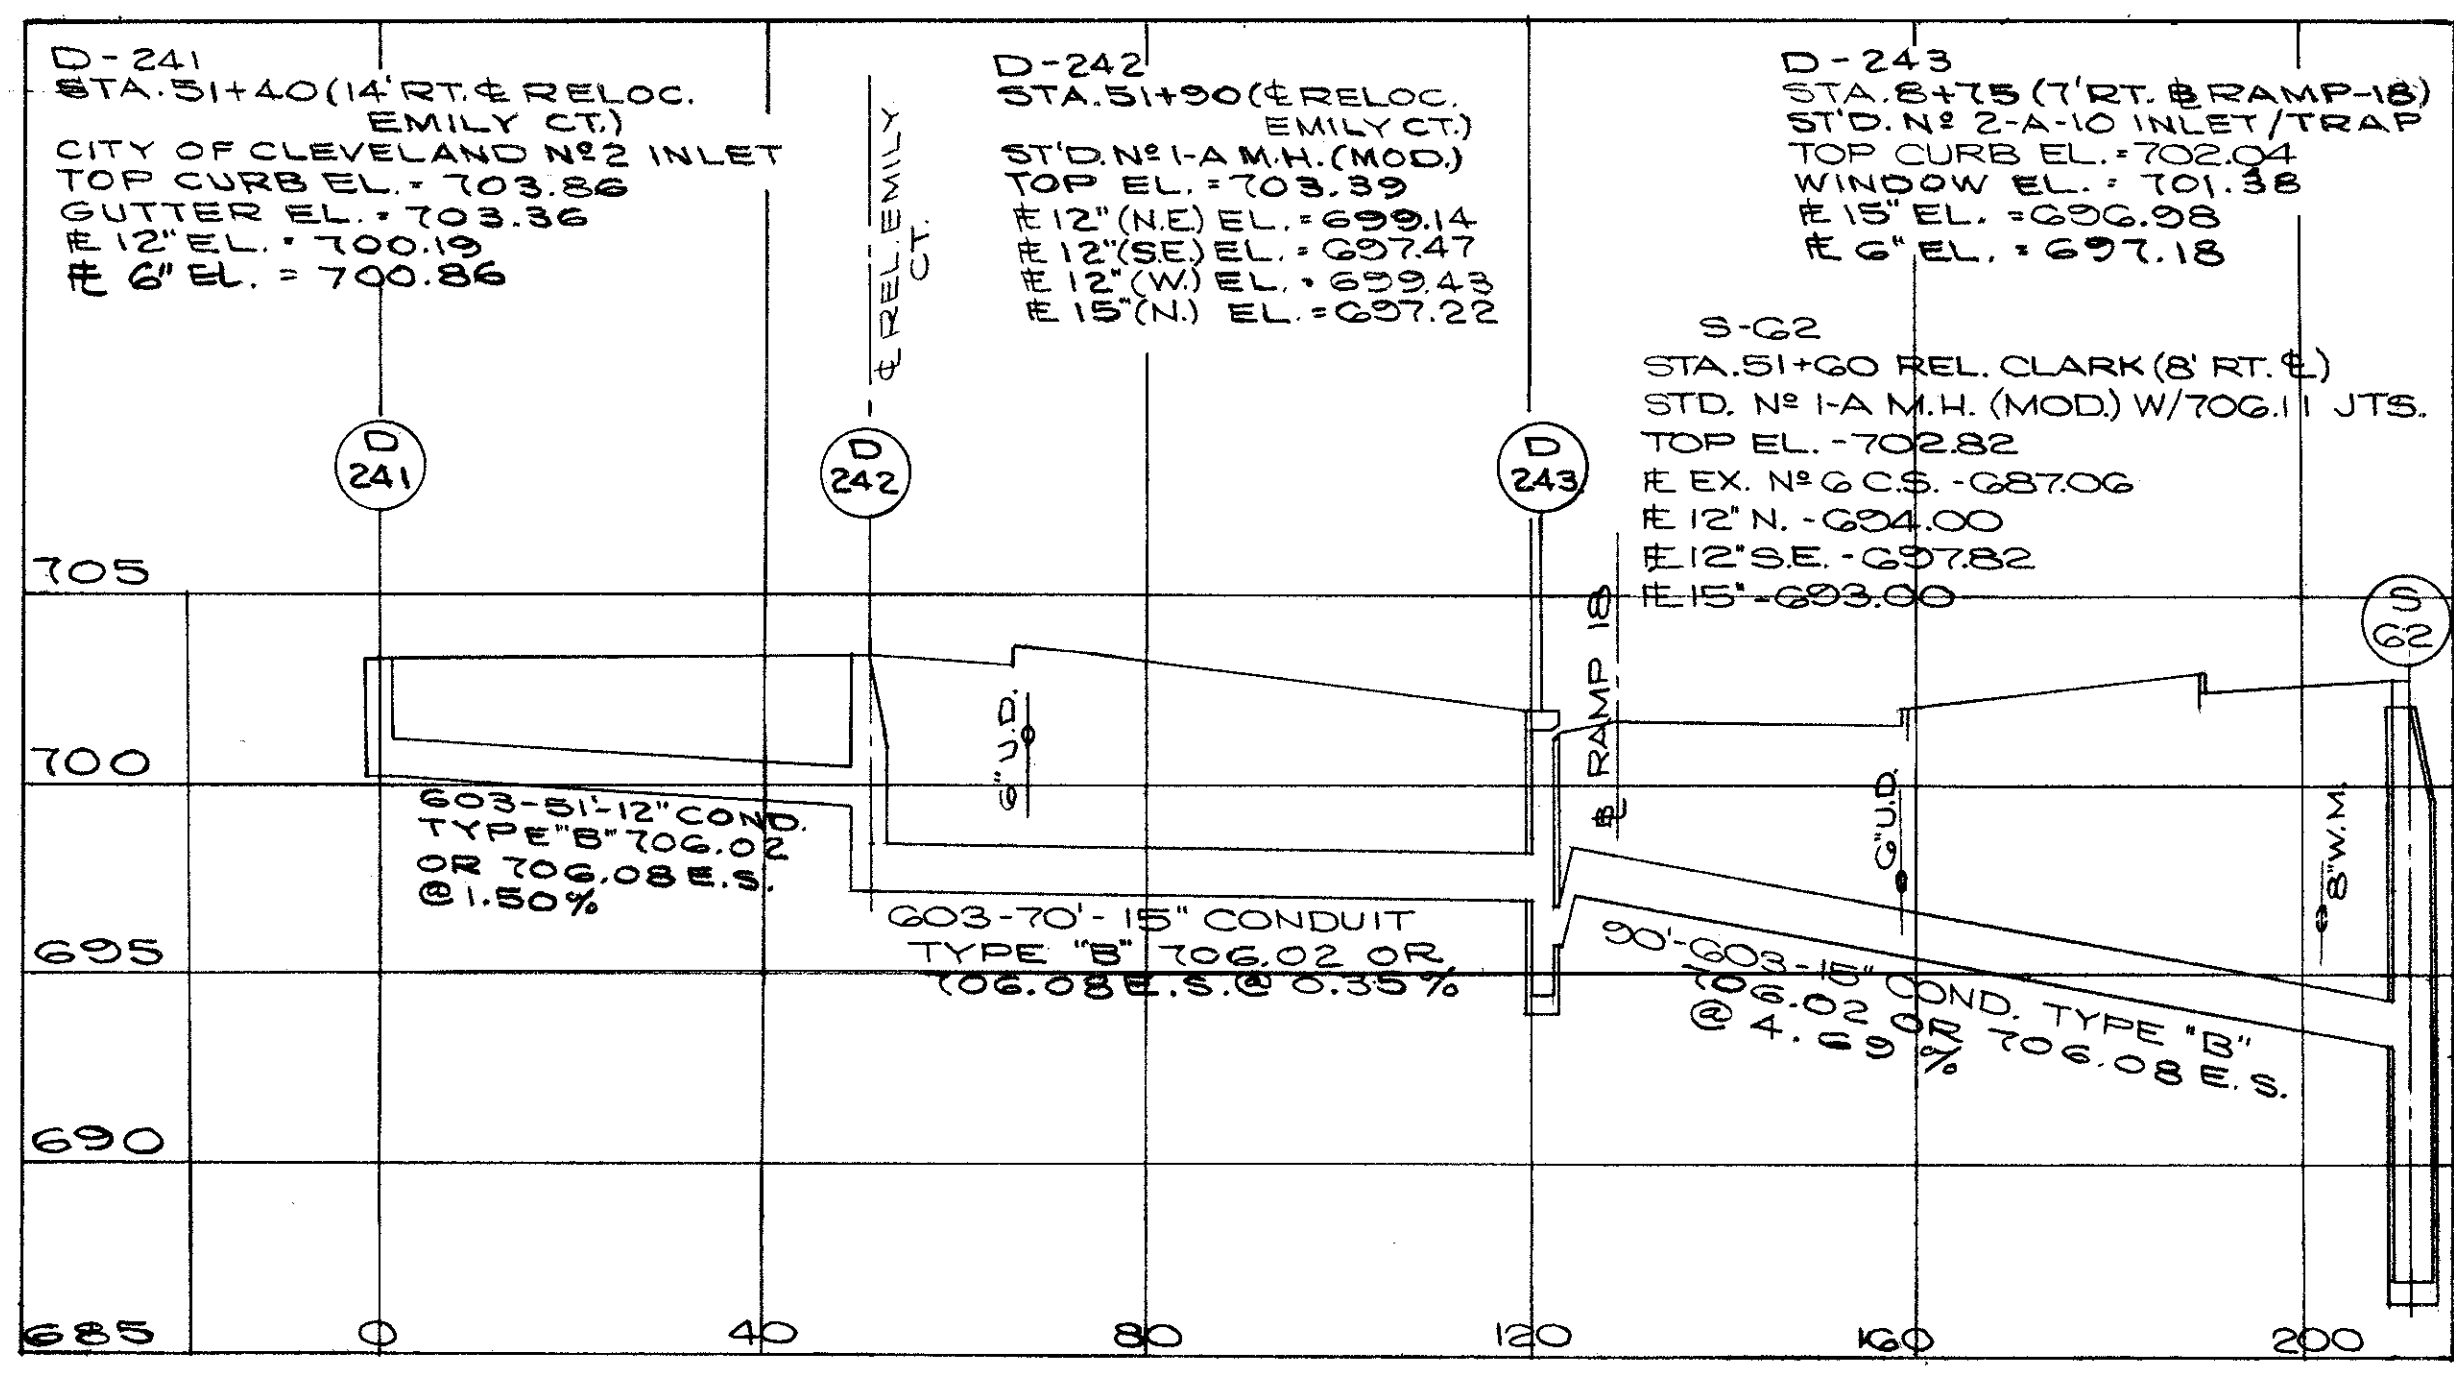 D-241
STA. 51+40 (14' RT. ℄ RELOC.
EMILY CT.)
CITY OF CLEVELAND Nº 2 INLET
TOP CURB EL. = 703.86
GUTTER EL. = 703.36
℄ 12" EL. = 700.19
℄ 6" EL. = 700.86
℄ REL. EMILY
CT.
D-242
STA. 51+90 (℄ RELOC.
EMILY CT.)
ST'D. Nº 1-A M.H. (MOD.)
TOP EL. = 703.39
℄ 12" (N.E.) EL. = 699.14
℄ 12" (S.E.) EL. = 697.47
℄ 12" (W.) EL. = 699.43
℄ 15" (N.) EL. = 697.22
D-243
STA. 8+75 (7' RT. ℄ RAMP-18)
ST'D. Nº 2-A-10 INLET/TRAP
TOP CURB EL. = 702.04
WINDOW EL. = 701.38
℄ 15" EL. = 696.98
℄ 6" EL. = 697.18
S-62
STA. 51+60 REL. CLARK (8' RT. ℄)
STD. Nº 1-A M.H. (MOD.) W/706.11 JTS.
TOP EL. - 702.82
℄ EX. Nº 6 C.S. - 687.06
℄ 12" N. - 694.00
℄ 12" S.E. - 697.82
℄ 15" - 693.00
D
241
D
242
D
243
S
62
705
700
695
690
685
6" U.D.
℄ RAMP 18
6" U.D.
8" W.M.
603-51'-12" COND.
TYPE "B" 706.02
OR 706.08 E.S.
@ 1.50%
603-70'-15" CONDUIT
TYPE "B" 706.02 OR
706.08 E.S. @ 0.35%
90'-603-15" COND. TYPE "B"
706.02 OR 706.08 E.S.
@ 4.69%
0
40
80
120
160
200